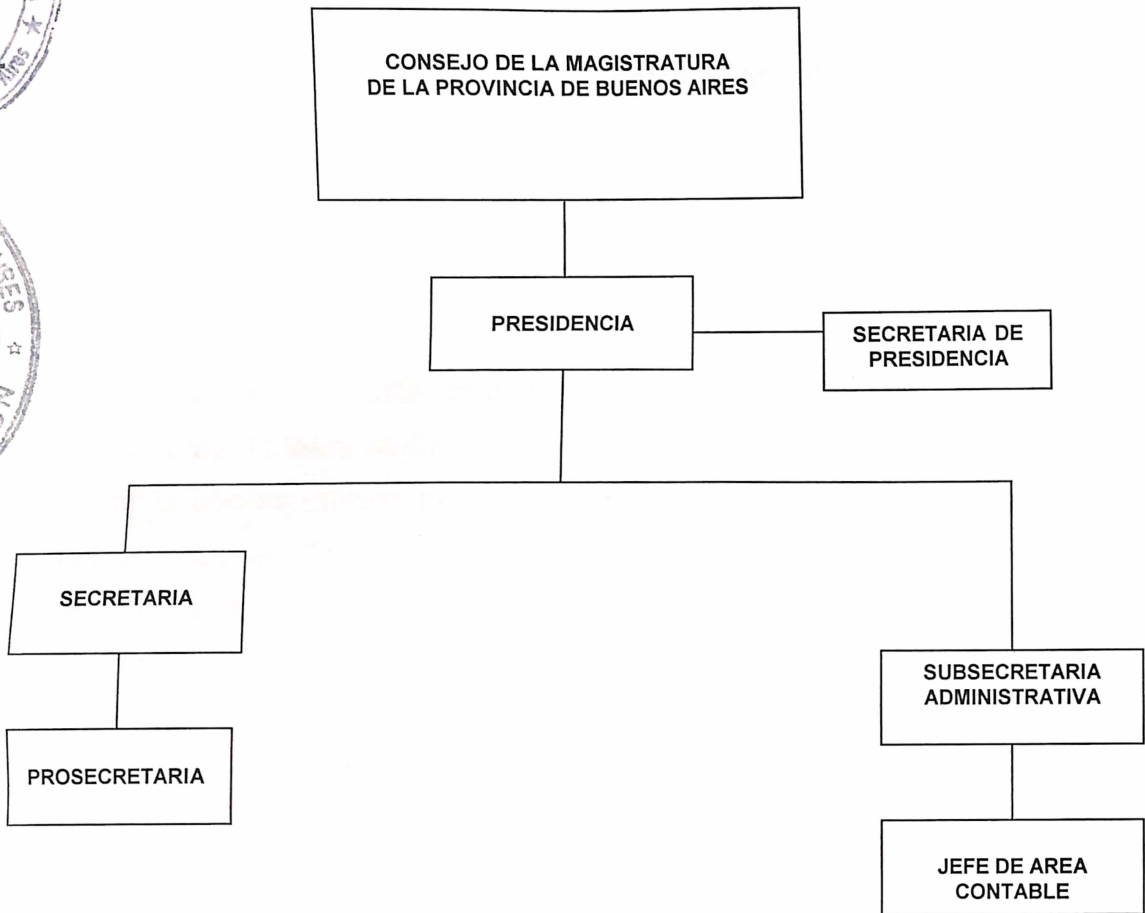 Aires
CONSEJO DE LA MAGISTRATURA
DE LA PROVINCIA DE BUENOS AIRES
PRESIDENCIA
SECRETARIA DE
PRESIDENCIA
SECRETARIA
PROSECRETARIA
SUBSECRETARIA
ADMINISTRATIVA
JEFE DE AREA
CONTABLE